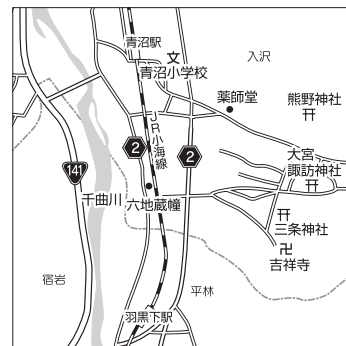 青沼駅
文
青沼小学校
入沢
薬師堂
熊野神社
JR小海線
2
2
大宮
諏訪神社
141
千曲川
六地蔵幢
三条神社
卍
吉祥寺
宿岩
平林
羽黒下駅